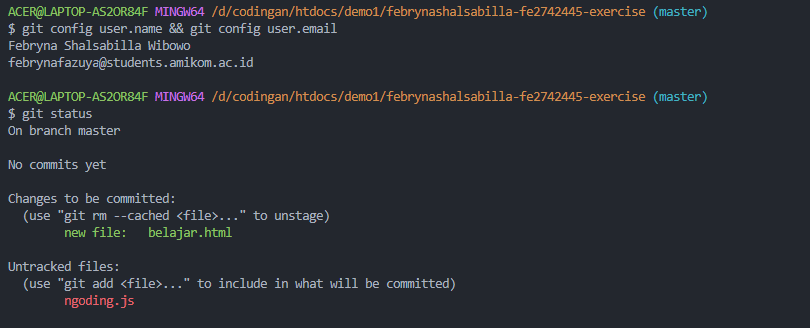 ACER@LAPTOP-AS2OR84F MINGW64 /d/codingan/htdocs/demo1/febrynashalsabilla-fe2742445-exercise (master)
$ git config user.name && git config user.email
Febryna Shalsabilla Wibowo
febrynafazuya@students.amikom.ac.id
ACER@LAPTOP-AS2OR84F MINGW64 /d/codingan/htdocs/demo1/febrynashalsabilla-fe2742445-exercise (master)
$ git status
On branch master
No commits yet
Changes to be committed:
  (use "git rm --cached <file>..." to unstage)
        new file:   belajar.html
Untracked files:
  (use "git add <file>..." to include in what will be committed)
        ngoding.js